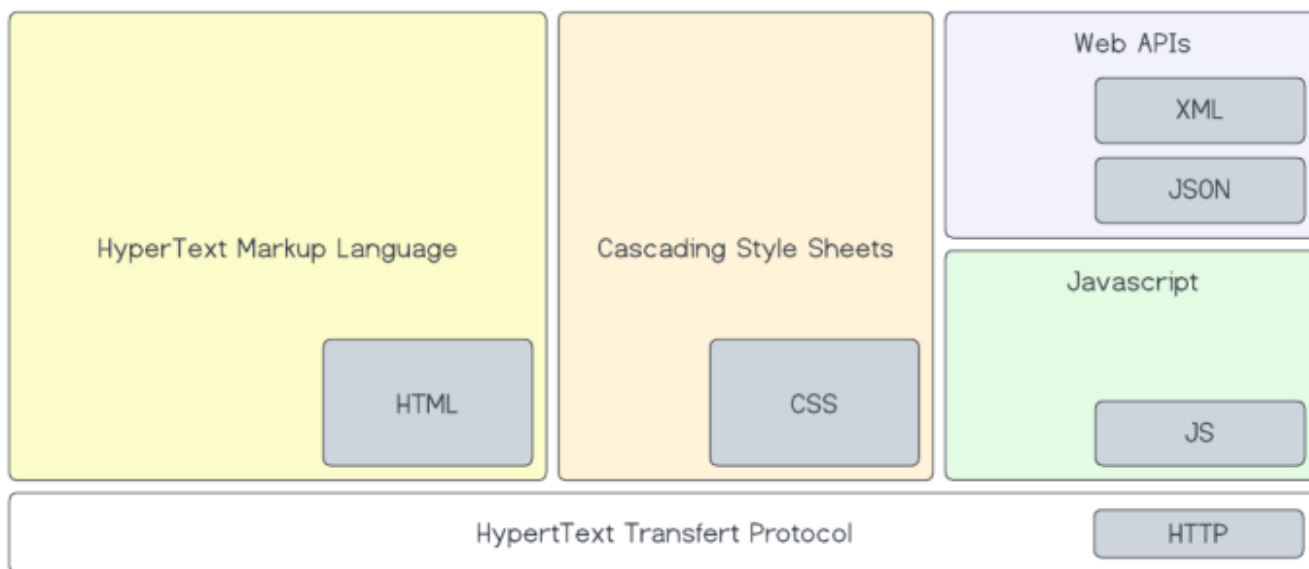 Web APIs
XML
JSON
HyperText Markup Language
Cascading Style Sheets
Javascript
HTML
CSS
JS
HypertText Transfert Protocol
HTTP